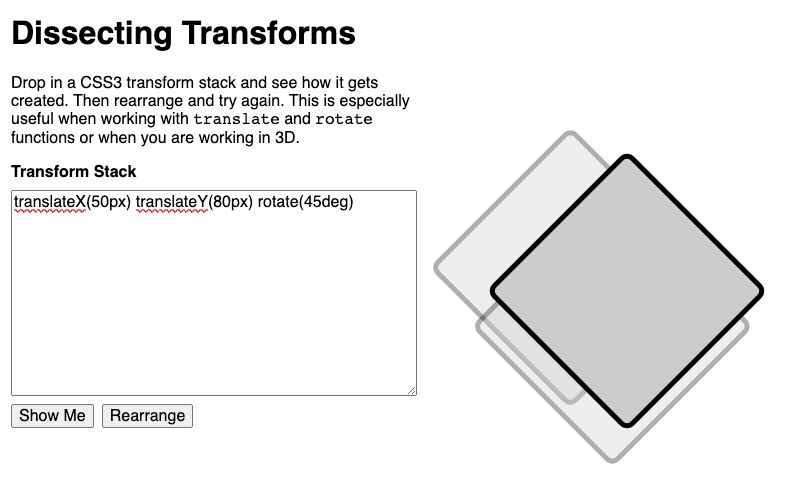 Dissecting Transforms
Drop in a CSS3 transform stack and see how it gets
created. Then rearrange and try again. This is especially
useful when working with translate and rotate
functions or when you are working in 3D.
Transform Stack
translateX(50px) translateY(80px) rotate(45deg)
Show Me Rearrange